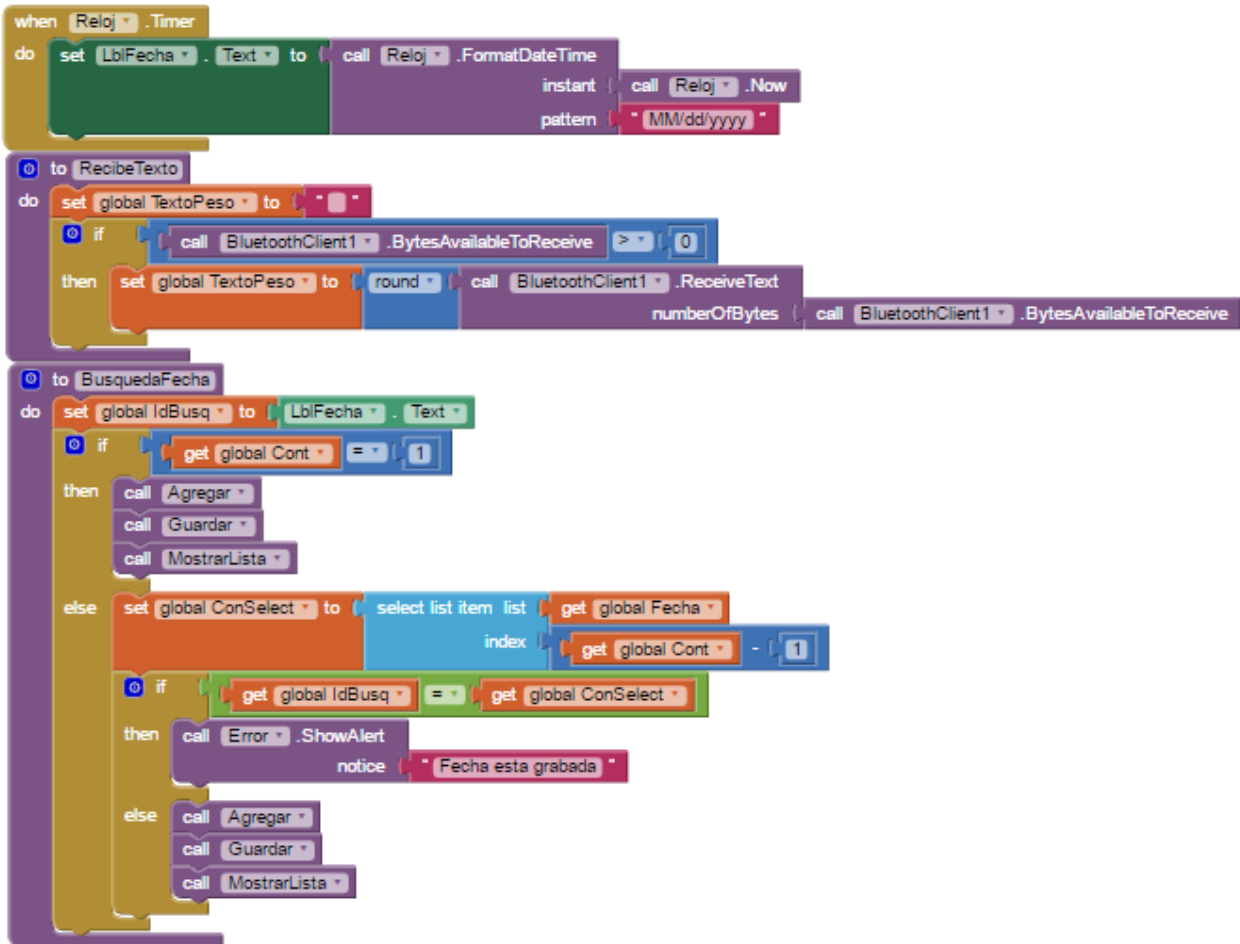 when Reloj .Timer
do set LblFecha . Text to call Reloj .FormatDateTime
instant call Reloj .Now
pattern " MM/dd/yyyy "
to RecibeTexto
do set global TextoPeso to " "
if call BluetoothClient1 .BytesAvailableToReceive > 0
then set global TextoPeso to round call BluetoothClient1 .ReceiveText
numberOfBytes call BluetoothClient1 .BytesAvailableToReceive
to BusquedaFecha
do set global IdBusq to LblFecha . Text
if get global Cont = 1
then call Agregar
call Guardar
call MostrarLista
else set global ConSelect to select list item list get global Fecha
index get global Cont - 1
if get global IdBusq = get global ConSelect
then call Error .ShowAlert
notice " Fecha esta grabada "
else call Agregar
call Guardar
call MostrarLista